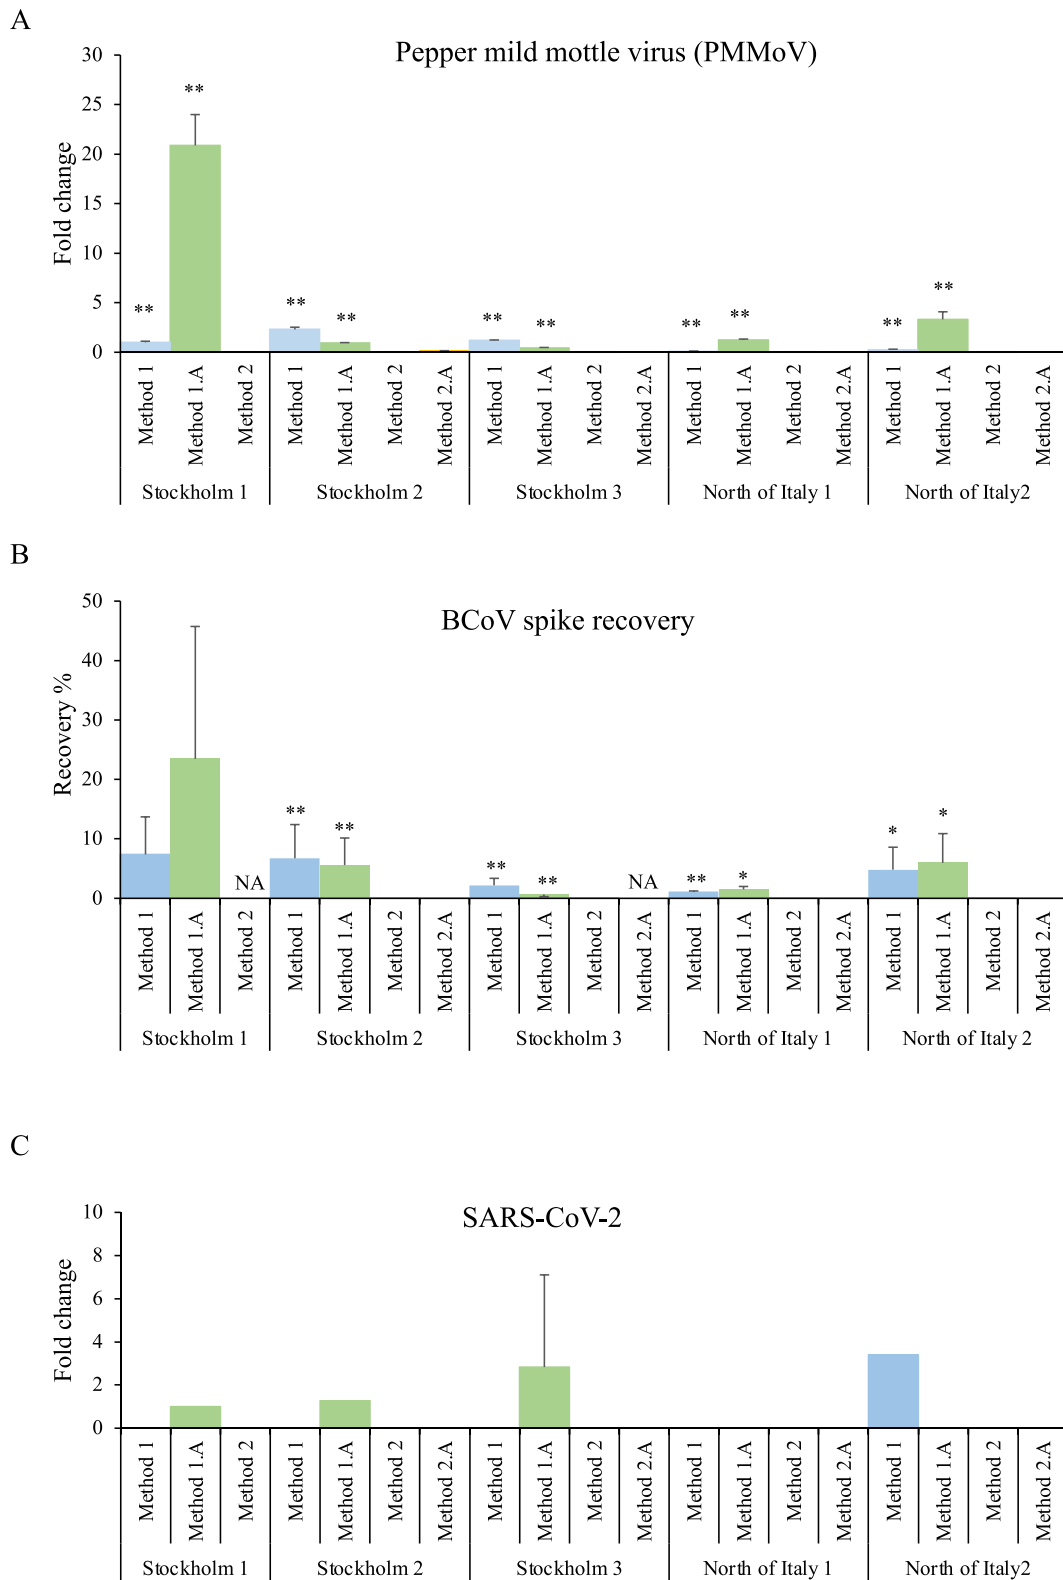 A
Pepper mild mottle virus (PMMoV)
Fold change
30
25
20
15
10
5
0
** ** ** ** ** ** ** ** ** **
Method 1 Method 1.A Method 2 Method 1 Method 1.A Method 2 Method 2.A Method 1 Method 1.A Method 2 Method 2.A Method 1 Method 1.A Method 2 Method 2.A Method 1 Method 1.A Method 2 Method 2.A
Stockholm 1 Stockholm 2 Stockholm 3 North of Italy 1 North of Italy2
B
BCoV spike recovery
Recovery %
50
40
30
20
10
0
NA ** ** ** ** NA ** * * *
Method 1 Method 1.A Method 2 Method 1 Method 1.A Method 2 Method 2.A Method 1 Method 1.A Method 2 Method 2.A Method 1 Method 1.A Method 2 Method 2.A Method 1 Method 1.A Method 2 Method 2.A
Stockholm 1 Stockholm 2 Stockholm 3 North of Italy 1 North of Italy 2
C
SARS-CoV-2
Fold change
10
8
6
4
2
0
Method 1 Method 1.A Method 2 Method 1 Method 1.A Method 2 Method 2.A Method 1 Method 1.A Method 2 Method 2.A Method 1 Method 1.A Method 2 Method 2.A Method 1 Method 1.A Method 2 Method 2.A
Stockholm 1 Stockholm 2 Stockholm 3 North of Italy 1 North of Italy2